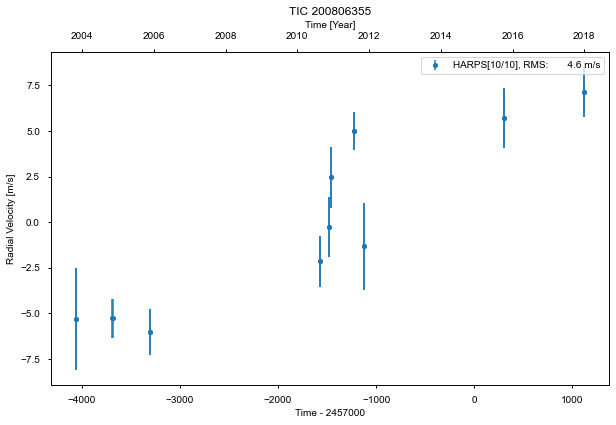 TIC 200806355
Time [Year]
2004 2006 2008 2010 2012 2014 2016 2018
HARPS[10/10], RMS: 4.6 m/s
Radial Velocity [m/s]
7.5
5.0
2.5
0.0
−2.5
−5.0
−7.5
−4000 −3000 −2000 −1000 0 1000
Time - 2457000